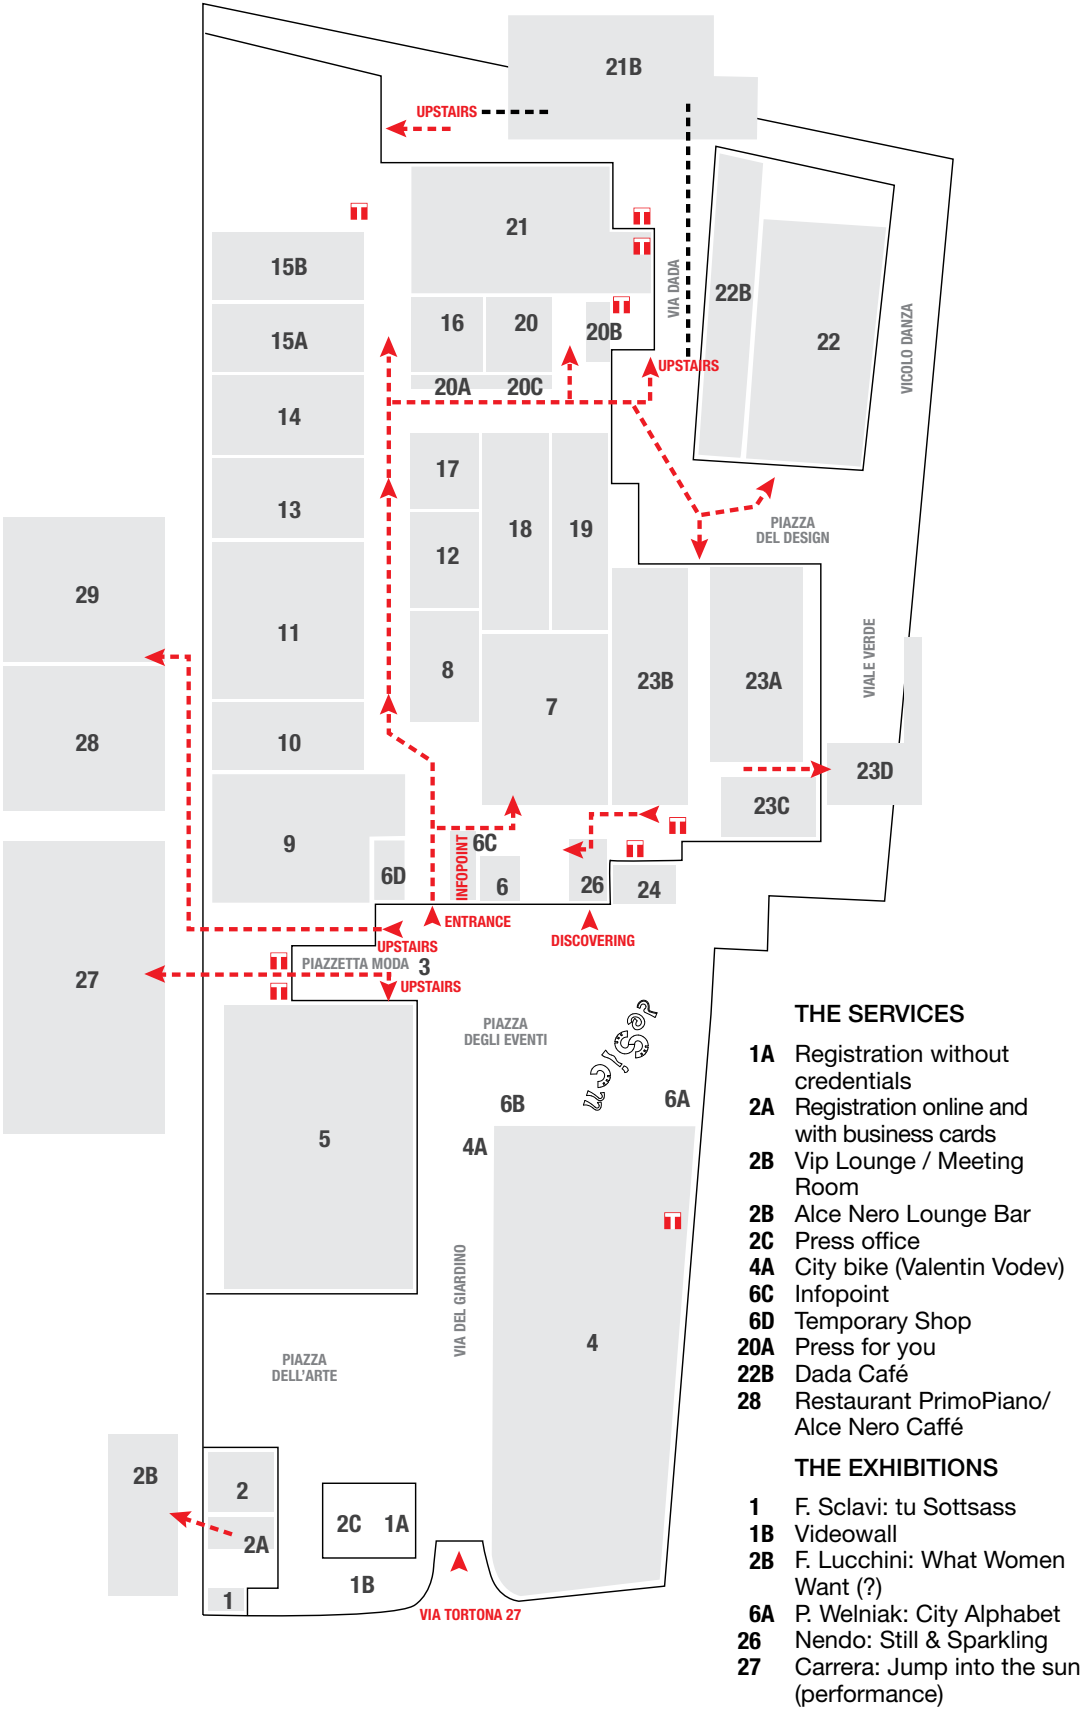 21B
UPSTAIRS
21
15B
VIA DADA
22B
16
20
20B
22
VICOLO DANZA
15A
UPSTAIRS
20A
20C
14
17
13
18
19
PIAZZA
DEL DESIGN
12
29
11
VIALE VERDE
8
23B
23A
7
28
10
23D
23C
9
6C
INFOPOINT
6D
6
26
24
ENTRANCE
DISCOVERING
UPSTAIRS
PIAZZETTA MODA
3
27
UPSTAIRS
PIAZZA
DEGLI EVENTI
DeSign
6B
6A
5
4A
VIA DEL GIARDINO
4
PIAZZA
DELL'ARTE
2B
2
2C
1A
2A
1B
1
VIA TORTONA 27
THE SERVICES
1A Registration without
credentials
2A Registration online and
with business cards
2B Vip Lounge / Meeting
Room
2B Alce Nero Lounge Bar
2C Press office
4A City bike (Valentin Vodev)
6C Infopoint
6D Temporary Shop
20A Press for you
22B Dada Café
28 Restaurant PrimoPiano/
Alce Nero Caffé
THE EXHIBITIONS
1 F. Sclavi: tu Sottsass
1B Videowall
2B F. Lucchini: What Women
Want (?)
6A P. Welniak: City Alphabet
26 Nendo: Still & Sparkling
27 Carrera: Jump into the sun
(performance)